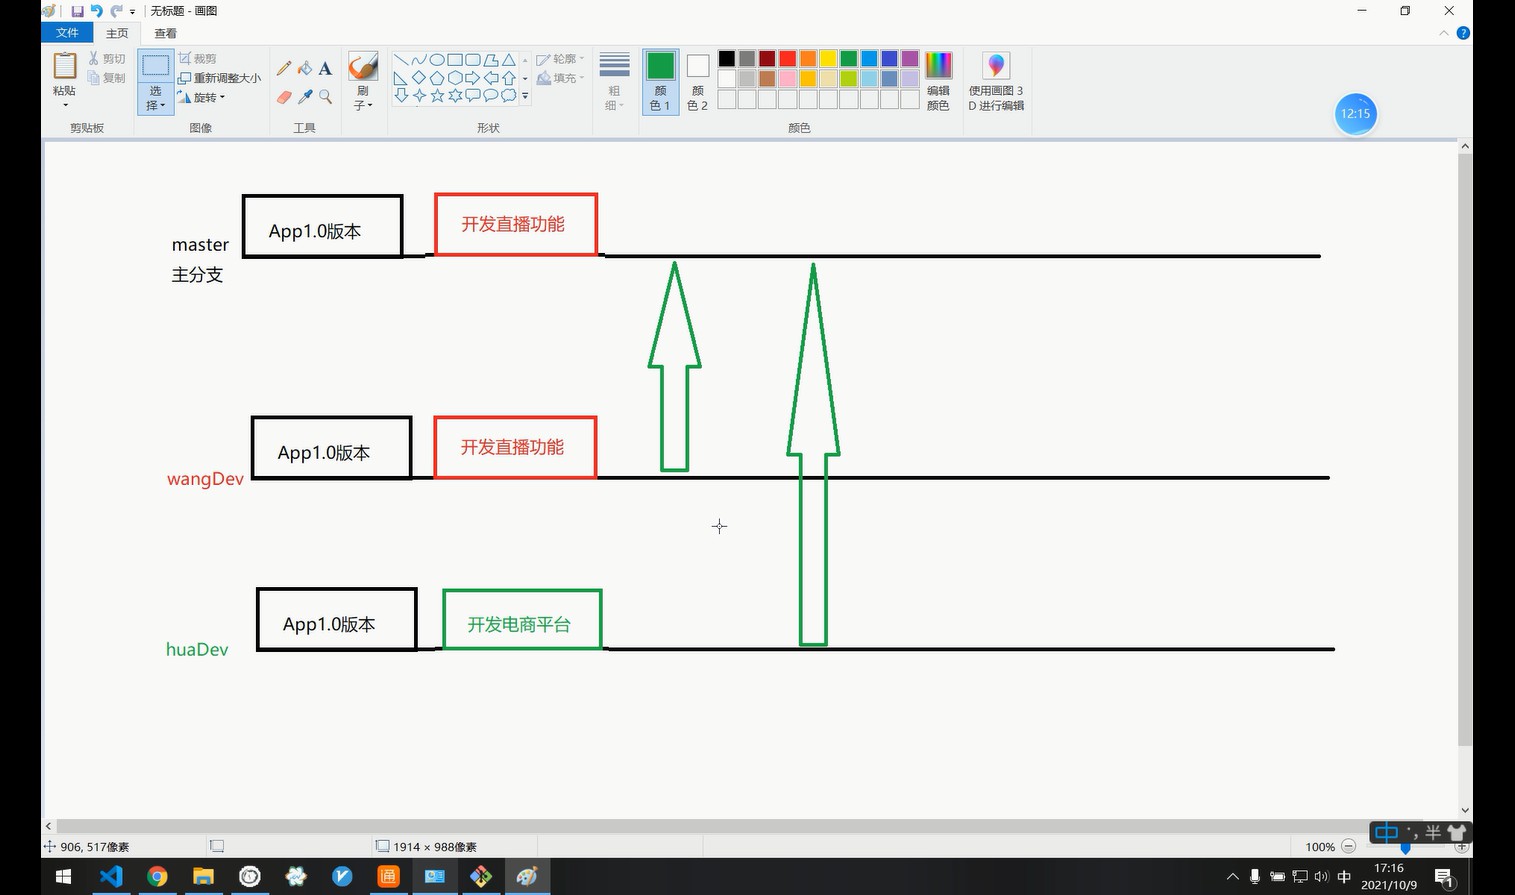 无标题 - 画图
文件 主页 查看
粘贴
剪切
复制
剪贴板
选择
裁剪
重新调整大小
旋转
图像
A
工具
刷子
形状
轮廓
填充
粗细
颜色 1
颜色 2
颜色
编辑颜色
使用画图 3D 进行编辑
12:15
App1.0版本 开发直播功能
master
主分支
App1.0版本 开发直播功能
wangDev
App1.0版本 开发电商平台
huaDev
中 ·, 半
906, 517像素 1914 × 988像素 100%
中 17:16
2021/10/9
1